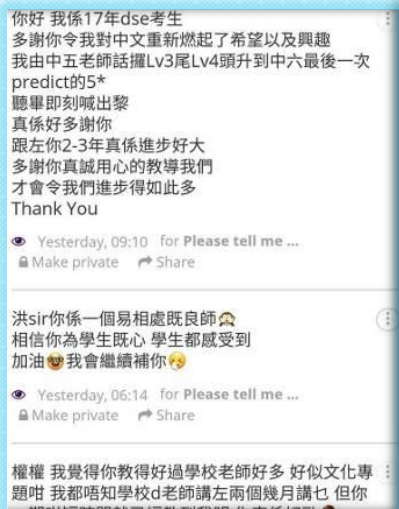 你好 我係17年dse考生
多謝你令我對中文重新燃起了希望以及興趣
我由中五老師話攞Lv3尾Lv4頭升到中六最後一次
predict的5*
聽畢即刻喊出黎
真係好多謝你
跟左你2-3年真係進步好大
多謝你真誠用心的教導我們
才會令我們進步得如此多
Thank You
Yesterday, 09:10 for Please tell me ...
Make private Share
洪sir你係一個易相處既良師
相信你為學生既心 學生都感受到
加油 我會繼續補你
Yesterday, 06:14 for Please tell me ...
Make private Share
權權 我覺得你教得好過學校老師好多 好似文化專
題咁 我都唔知學校d老師講左兩個幾月講乜 但你